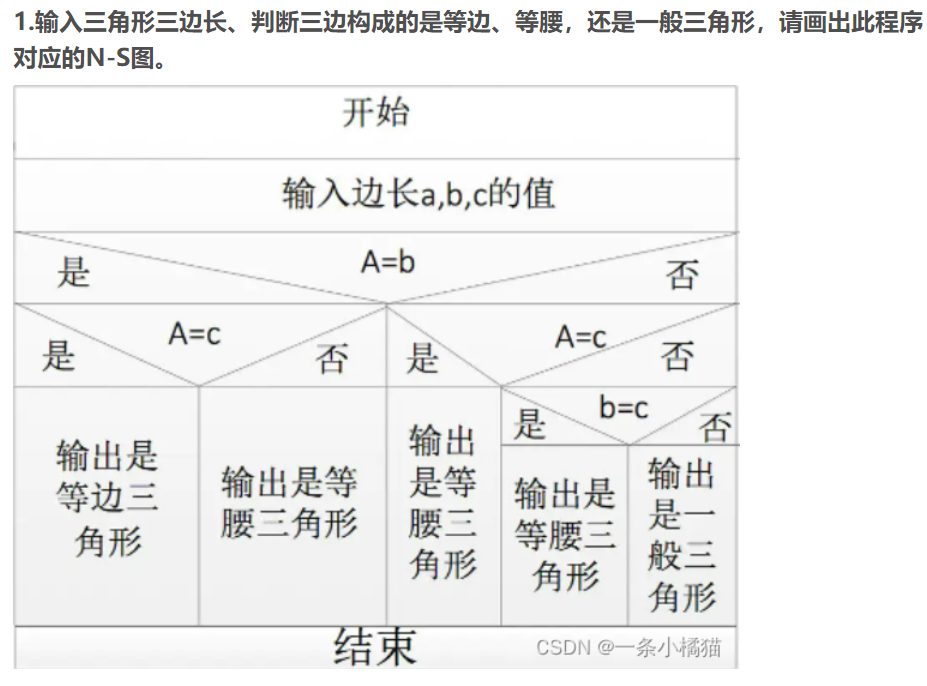 1.输入三角形三边长、判断三边构成的是等边、等腰，还是一般三角形，请画出此程序
对应的N-S图。
开始
输入边长a,b,c的值
是
A=b
否
是
A=c
否
是
A=c
否
是
b=c
否
输出是
等边三
角形
输出是等
腰三角形
输出
是等
腰三
角形
输出是
等腰三
角形
输出
是一
般三
角形
结束
CSDN @一条小橘猫